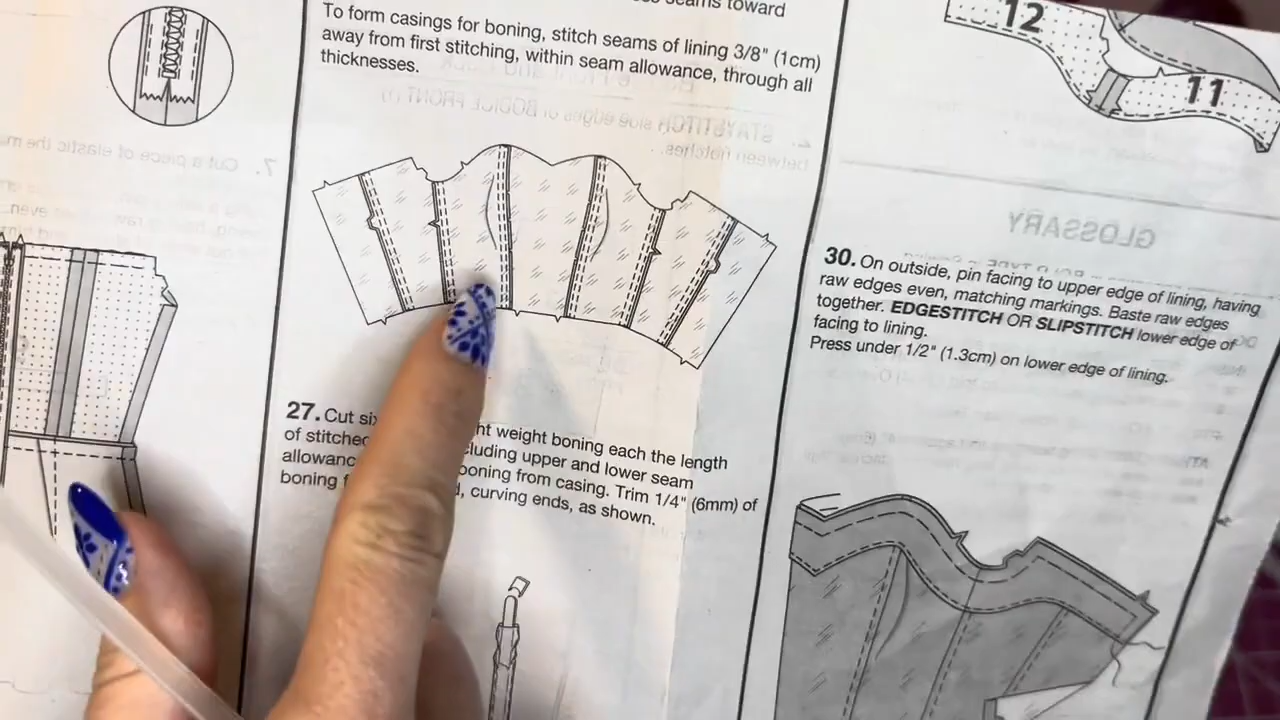 seams toward
To form casings for boning, stitch seams of lining 3/8" (1cm)
away from first stitching, within seam allowance, through all
thicknesses.
27. Cut six ht weight boning each the length
of stitched cluding upper and lower seam
allowanc boning from casing. Trim 1/4" (6mm) of
boning f d, curving ends, as shown.
12
11
GLOSSARY
30. On outside, pin facing to upper edge of lining, having
raw edges even, matching markings. Baste raw edges
together. EDGESTITCH OR SLIPSTITCH lower edge of
facing to lining.
Press under 1/2" (1.3cm) on lower edge of lining.